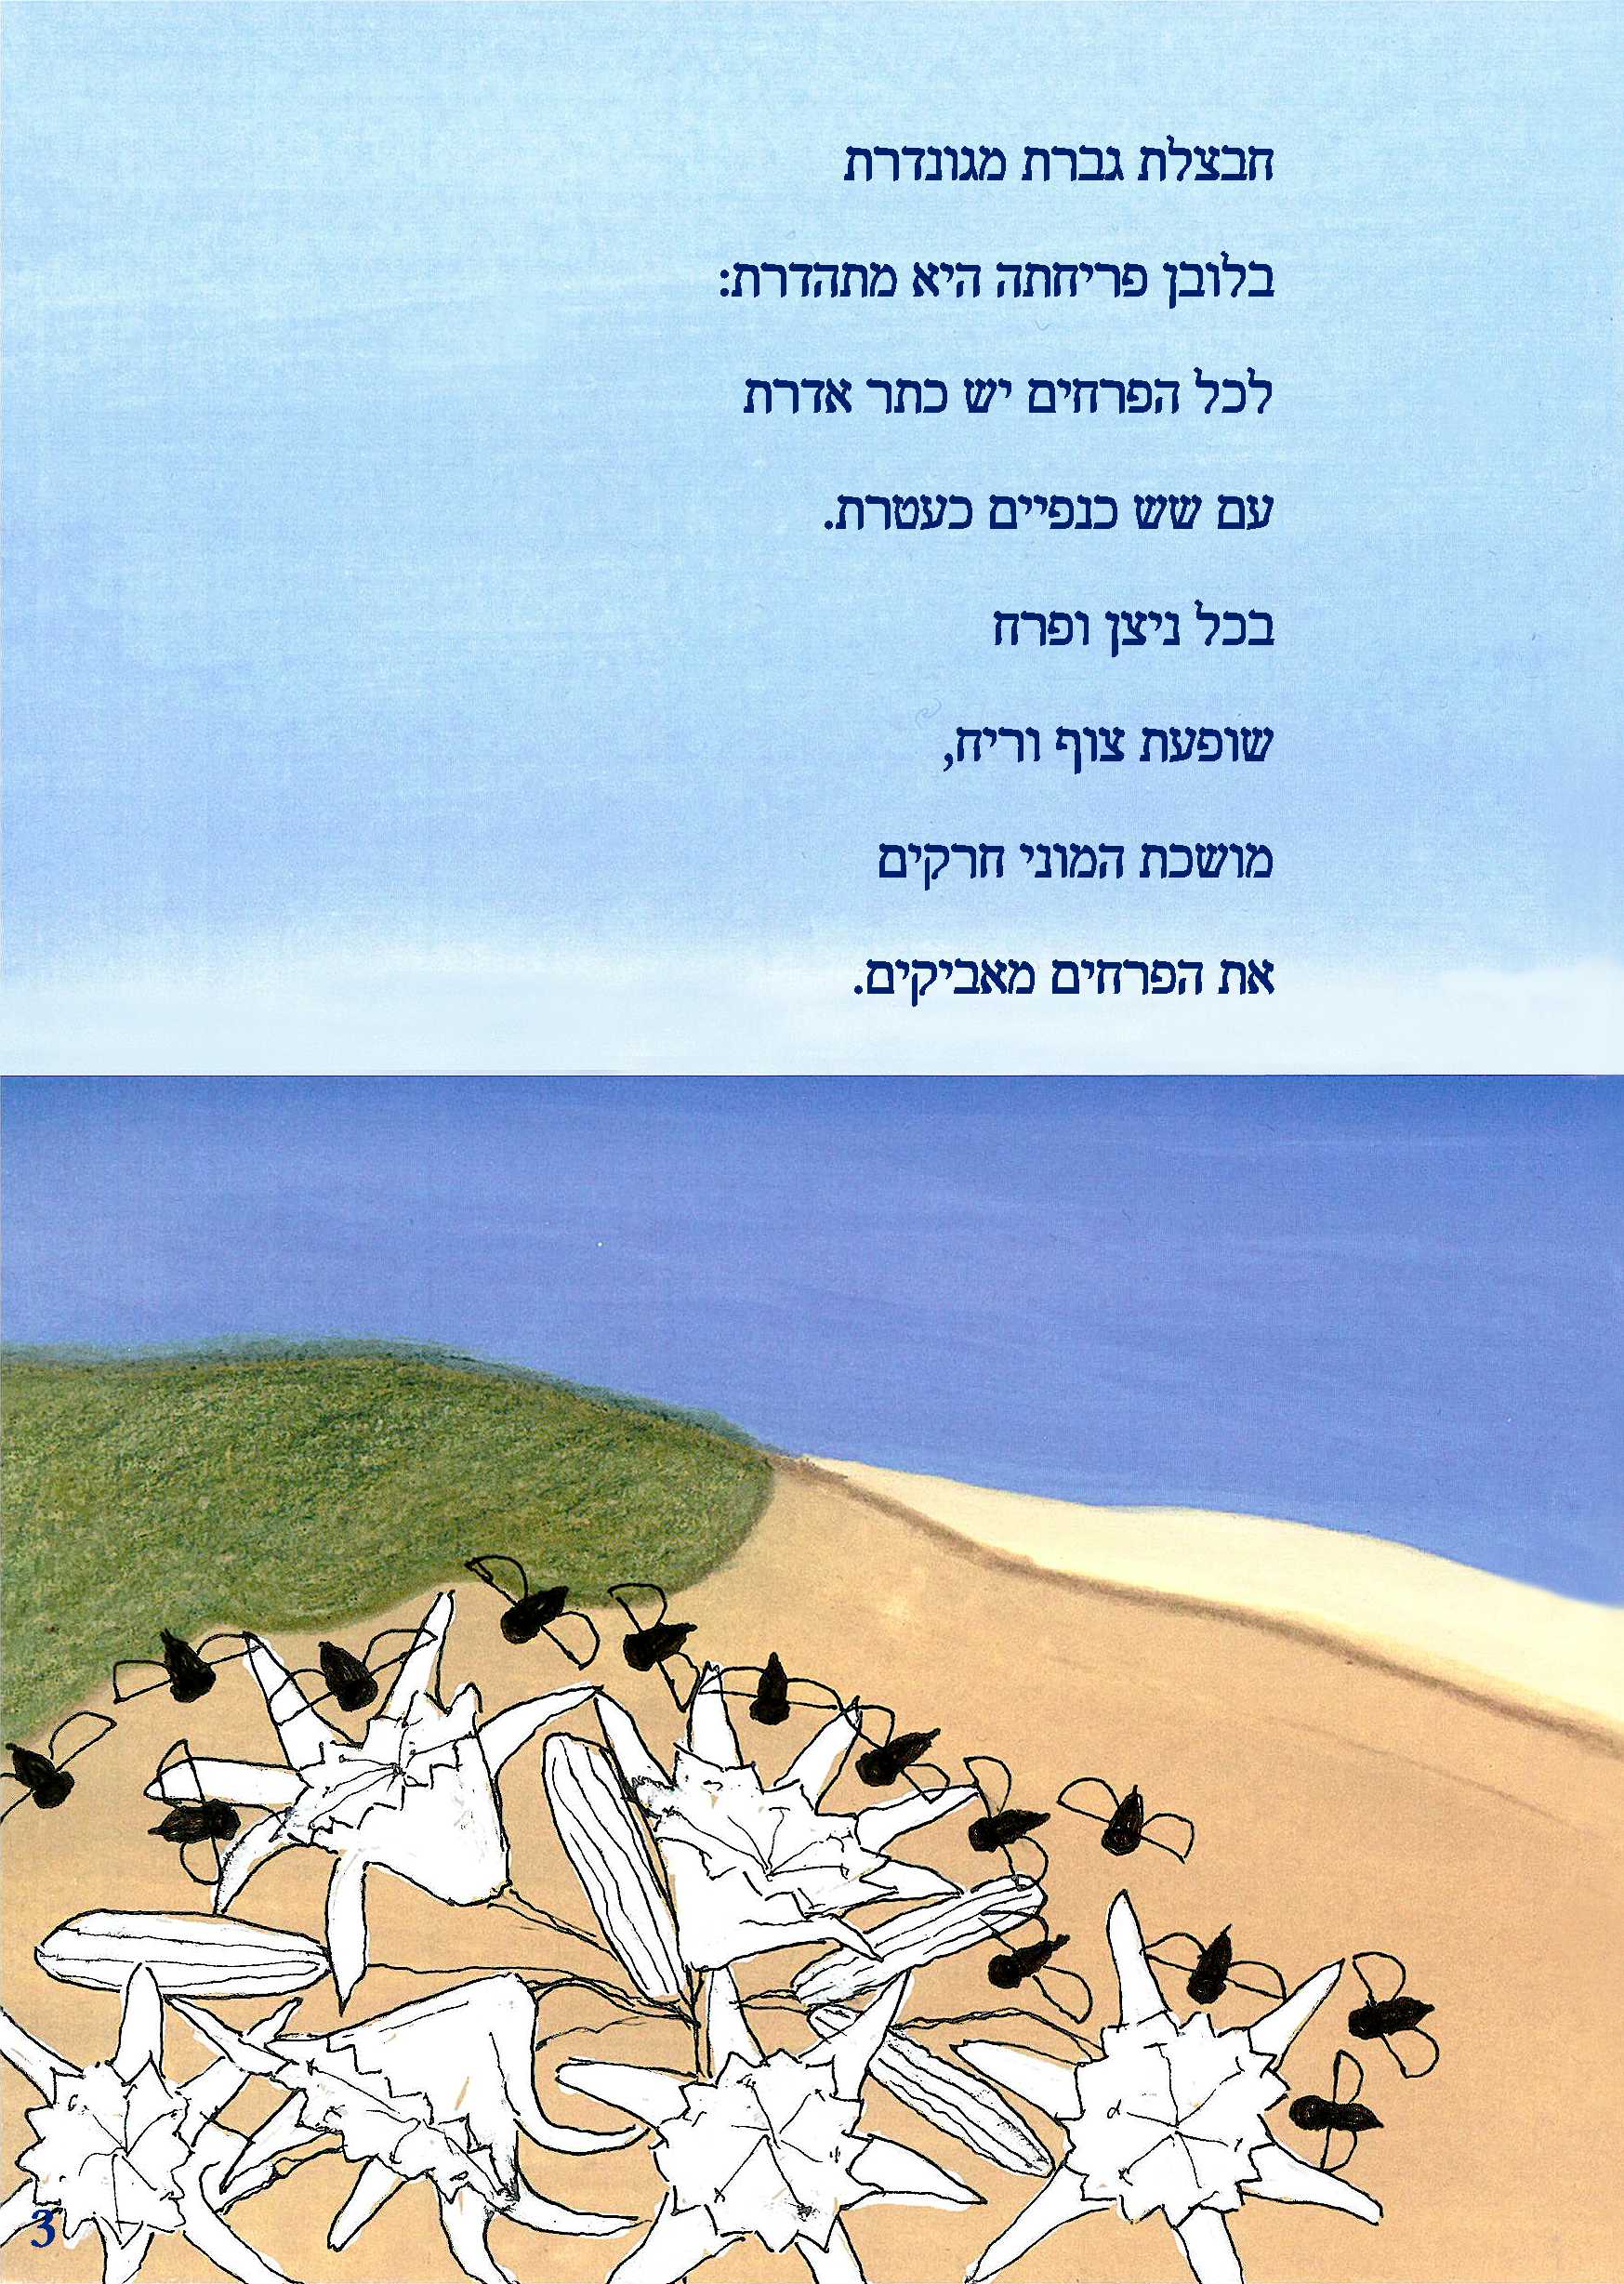 חבצלת גברת מגונדרת
בלובן פריחתה היא מתהדרת:
לכל הפרחים יש כתר אדרת
עם שש כנפיים כעטרת.
בכל ניצן ופרח
שופעת צוף וריח,
מושכת המוני חרקים
את הפרחים מאביקים.
3